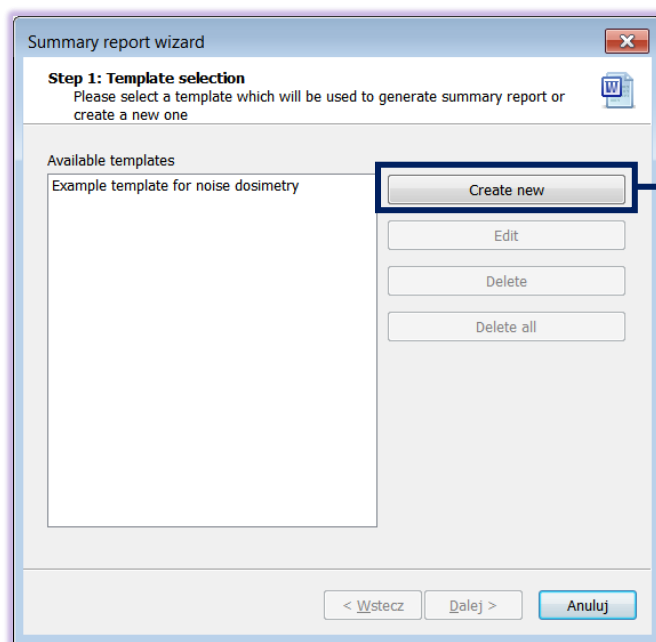 Summary report wizard
Step 1: Template selection
Please select a template which will be used to generate summary report or
create a new one
Available templates
Example template for noise dosimetry
Create new
Edit
Delete
Delete all
< Wstecz
Dalej >
Anuluj